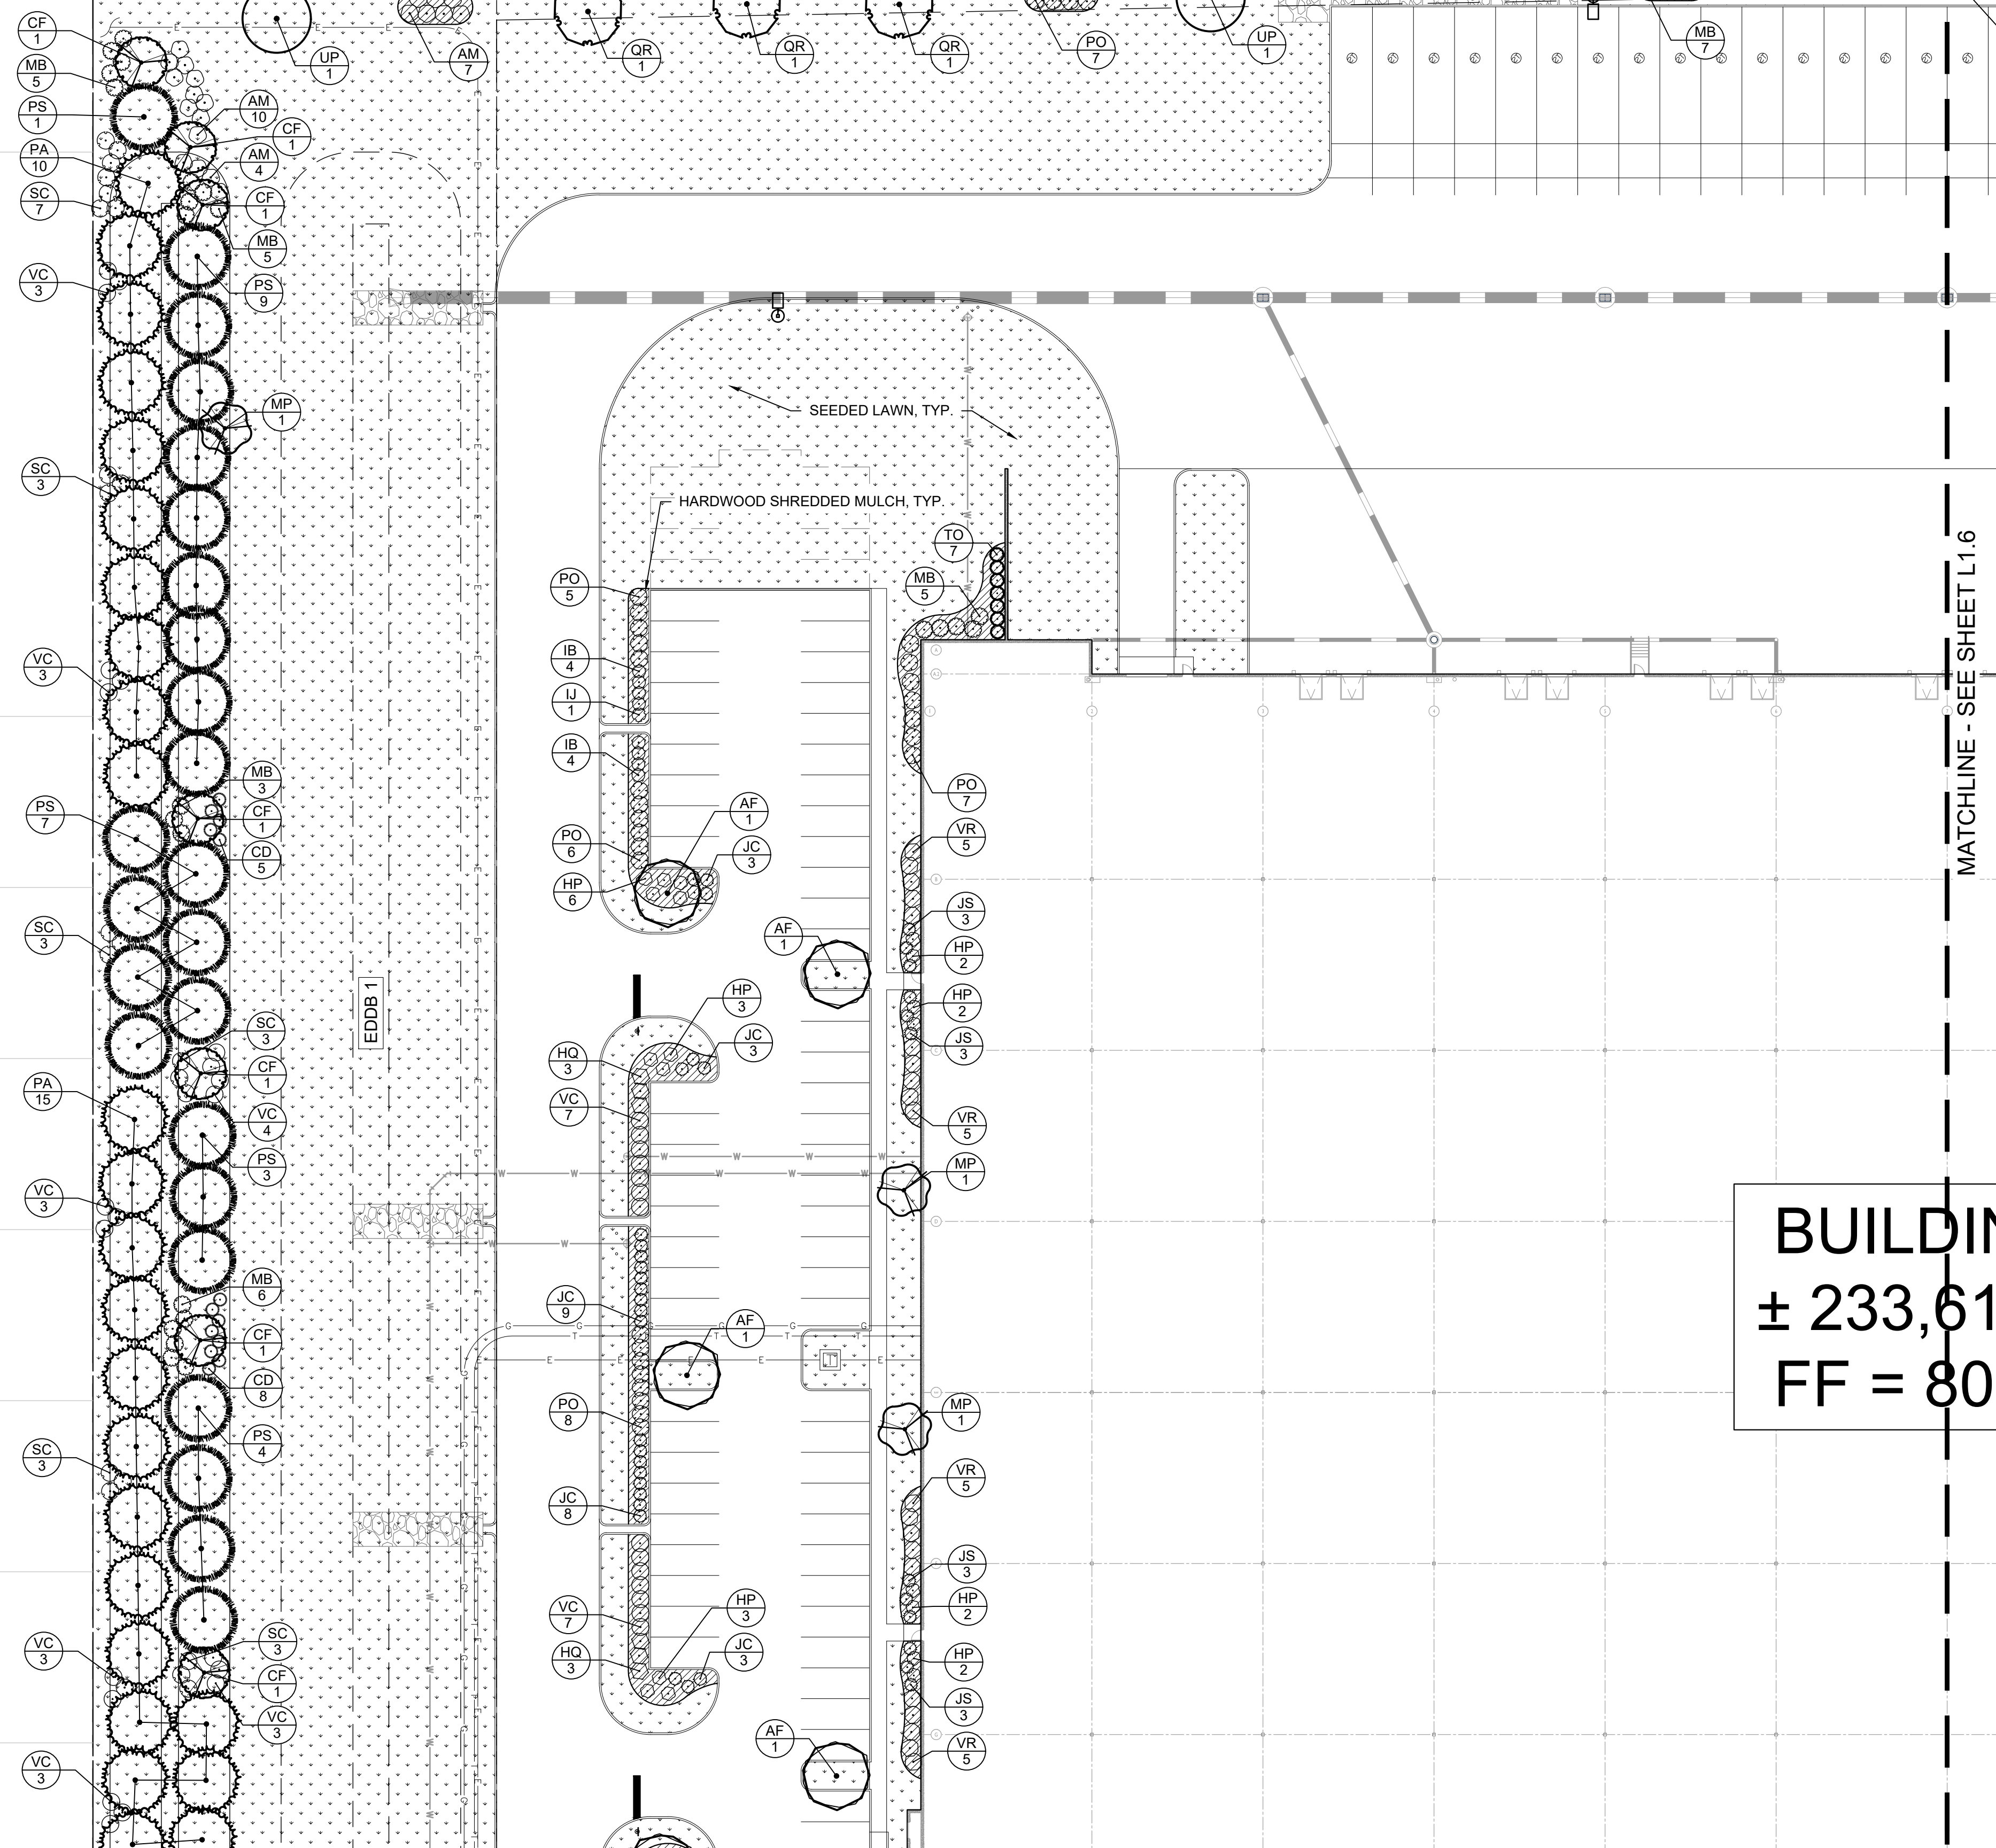 CF
1
MB
5
PS
1
PA
10
SC
7
VC
3
SC
3
VC
3
PS
7
SC
3
PA
15
VC
3
SC
3
VC
3
VC
3
UP
1
AM
7
QR
1
QR
1
QR
1
PO
7
UP
1
MB
7
AM
10
CF
1
AM
4
CF
1
MB
5
PS
9
MP
1
MB
3
CF
1
CD
5
SC
3
CF
1
VC
4
PS
3
MB
6
CF
1
CD
8
PS
4
SC
3
CF
1
VC
3
EDDB 1
SEEDED LAWN, TYP.
HARDWOOD SHREDDED MULCH, TYP.
TO
7
MB
5
PO
5
IB
4
IJ
1
IB
4
PO
6
HP
6
AF
1
JC
3
AF
1
HP
3
JC
3
HQ
3
VC
7
JC
9
AF
1
PO
8
JC
8
VC
7
HQ
3
HP
3
JC
3
AF
1
PO
7
VR
5
JS
3
HP
2
HP
2
JS
3
VR
5
MP
1
MP
1
VR
5
JS
3
HP
2
HP
2
JS
3
VR
5
MATCHLINE - SEE SHEET L1.6
± 233,61
FF = 80